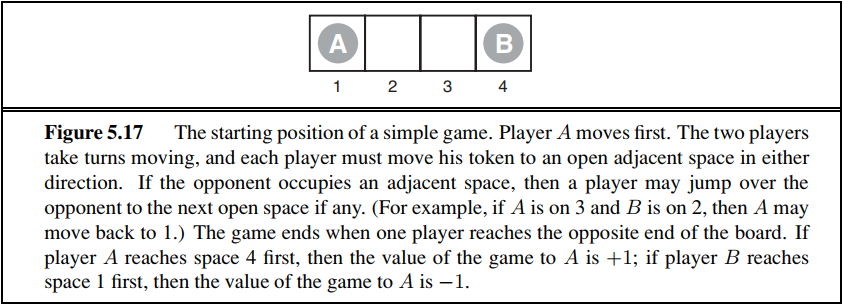 A B
1 2 3 4
Figure 5.17 The starting position of a simple game. Player A moves first. The two players
take turns moving, and each player must move his token to an open adjacent space in either
direction. If the opponent occupies an adjacent space, then a player may jump over the
opponent to the next open space if any. (For example, if A is on 3 and B is on 2, then A may
move back to 1.) The game ends when one player reaches the opposite end of the board. If
player A reaches space 4 first, then the value of the game to A is +1; if player B reaches
space 1 first, then the value of the game to A is −1.